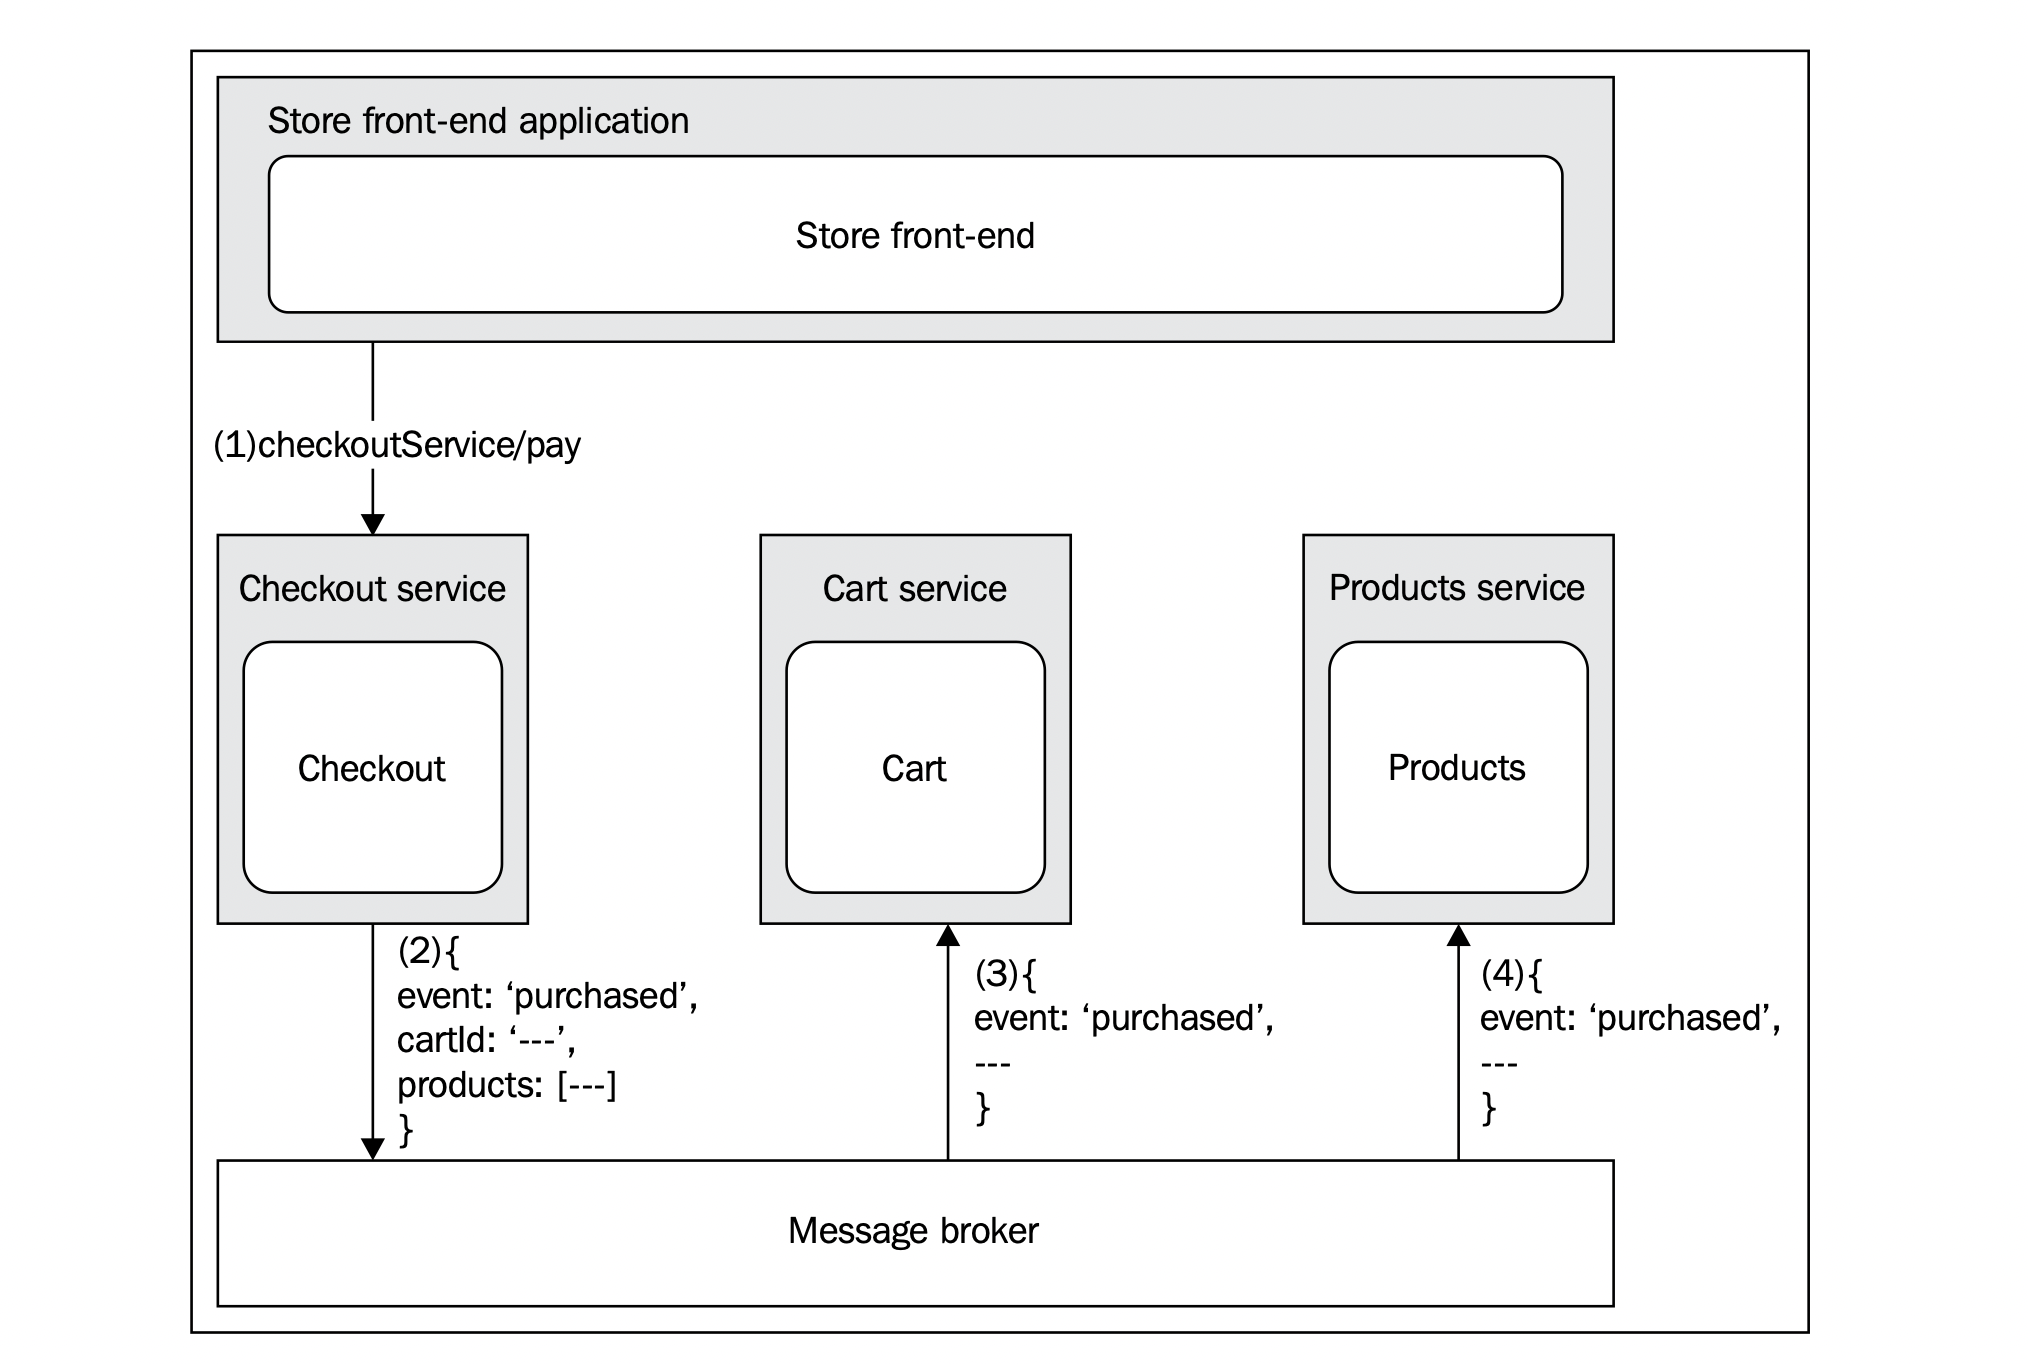 Store front-end application
Store front-end
(1)checkoutService/pay
Checkout service
Checkout
Cart service
Cart
Products service
Products
(2){
event: ‘purchased’,
cartId: ‘---’,
products: [---]
}
(3){
event: ‘purchased’,
---
}
(4){
event: ‘purchased’,
---
}
Message broker